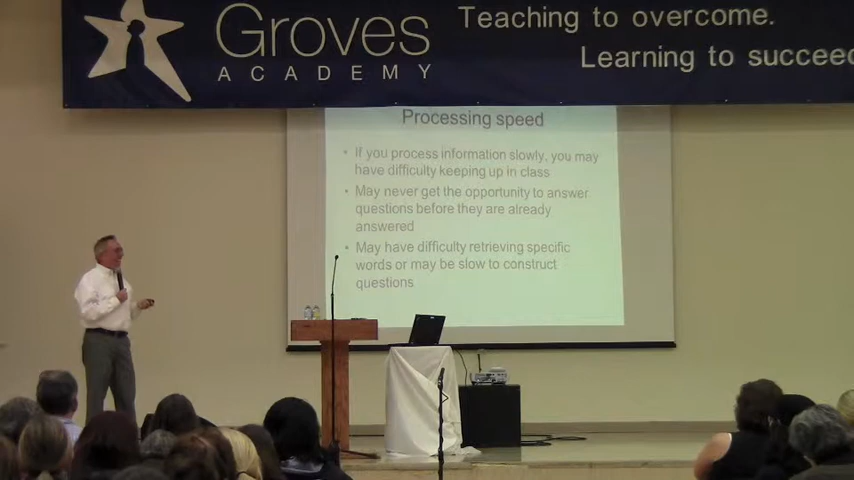 Groves
ACADEMY
Teaching to overcome.
Learning to succeed
Processing speed
• If you process information slowly, you may
have difficulty keeping up in class
• May never get the opportunity to answer
questions before they are already
answered
• May have difficulty retrieving specific
words or may be slow to construct
questions